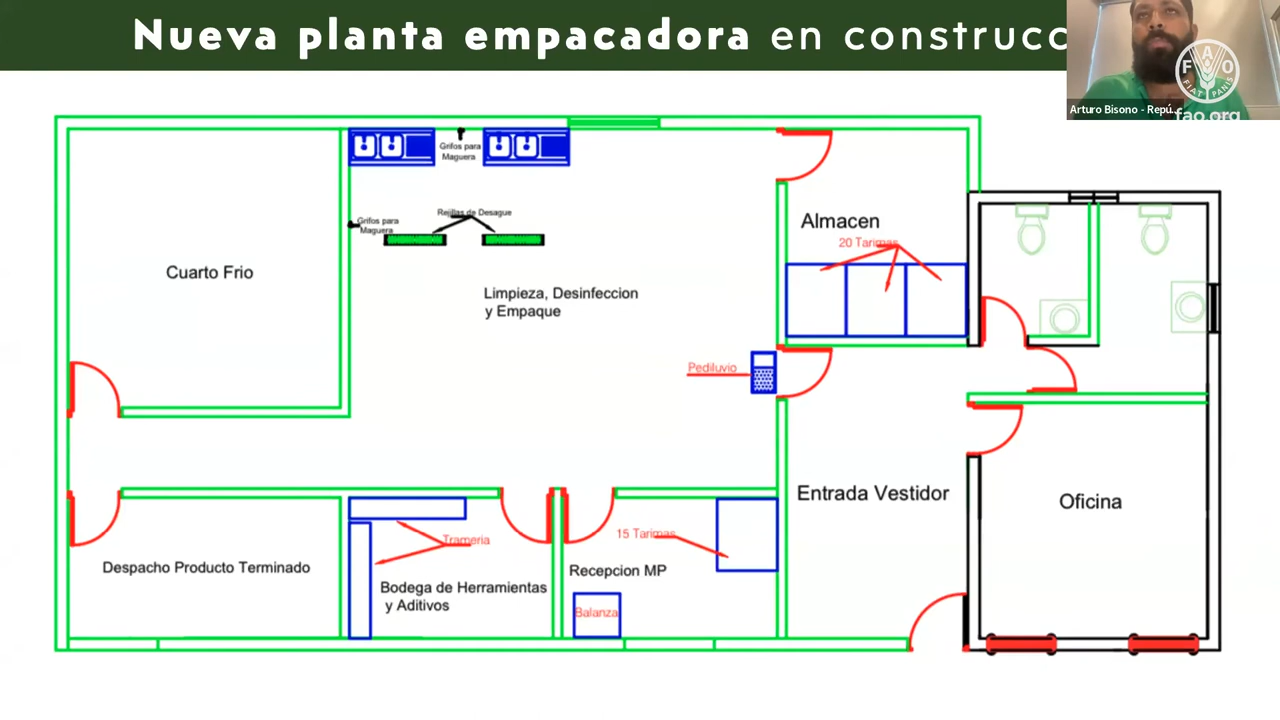 Nueva planta empacadora en construcc
F A O
FIAT PANIS
Arturo Bisono - Repú...
fao.org
Grifos para
Maguera
Grifos para
Maguera
Rejillas de Desague
Almacen
20 Tarimas
Cuarto Frio
Limpieza, Desinfeccion
y Empaque
Pediluvio
Entrada Vestidor
Oficina
Trameria
15 Tarimas
Despacho Producto Terminado
Bodega de Herramientas
y Aditivos
Recepcion MP
Balanza